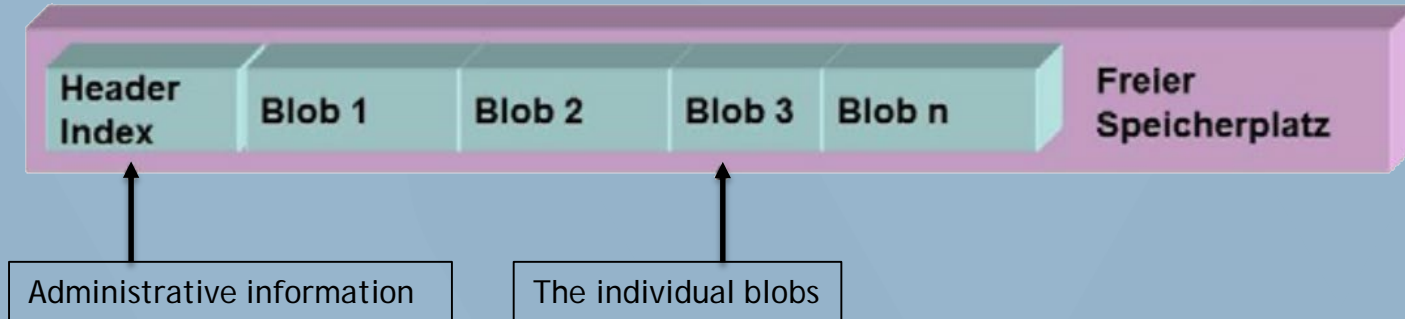 Header
Index
Blob 1
Blob 2
Blob 3
Blob n
Freier
Speicherplatz
Administrative information
The individual blobs